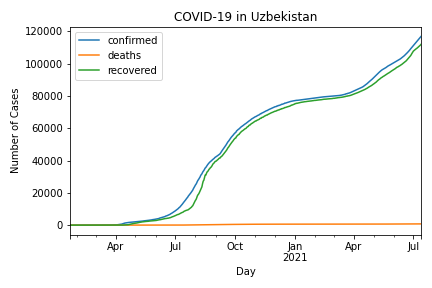 COVID-19 in Uzbekistan
confirmed
deaths
recovered
Number of Cases
120000
100000
80000
60000
40000
20000
0
Apr
Jul
Oct
Jan
2021
Apr
Jul
Day